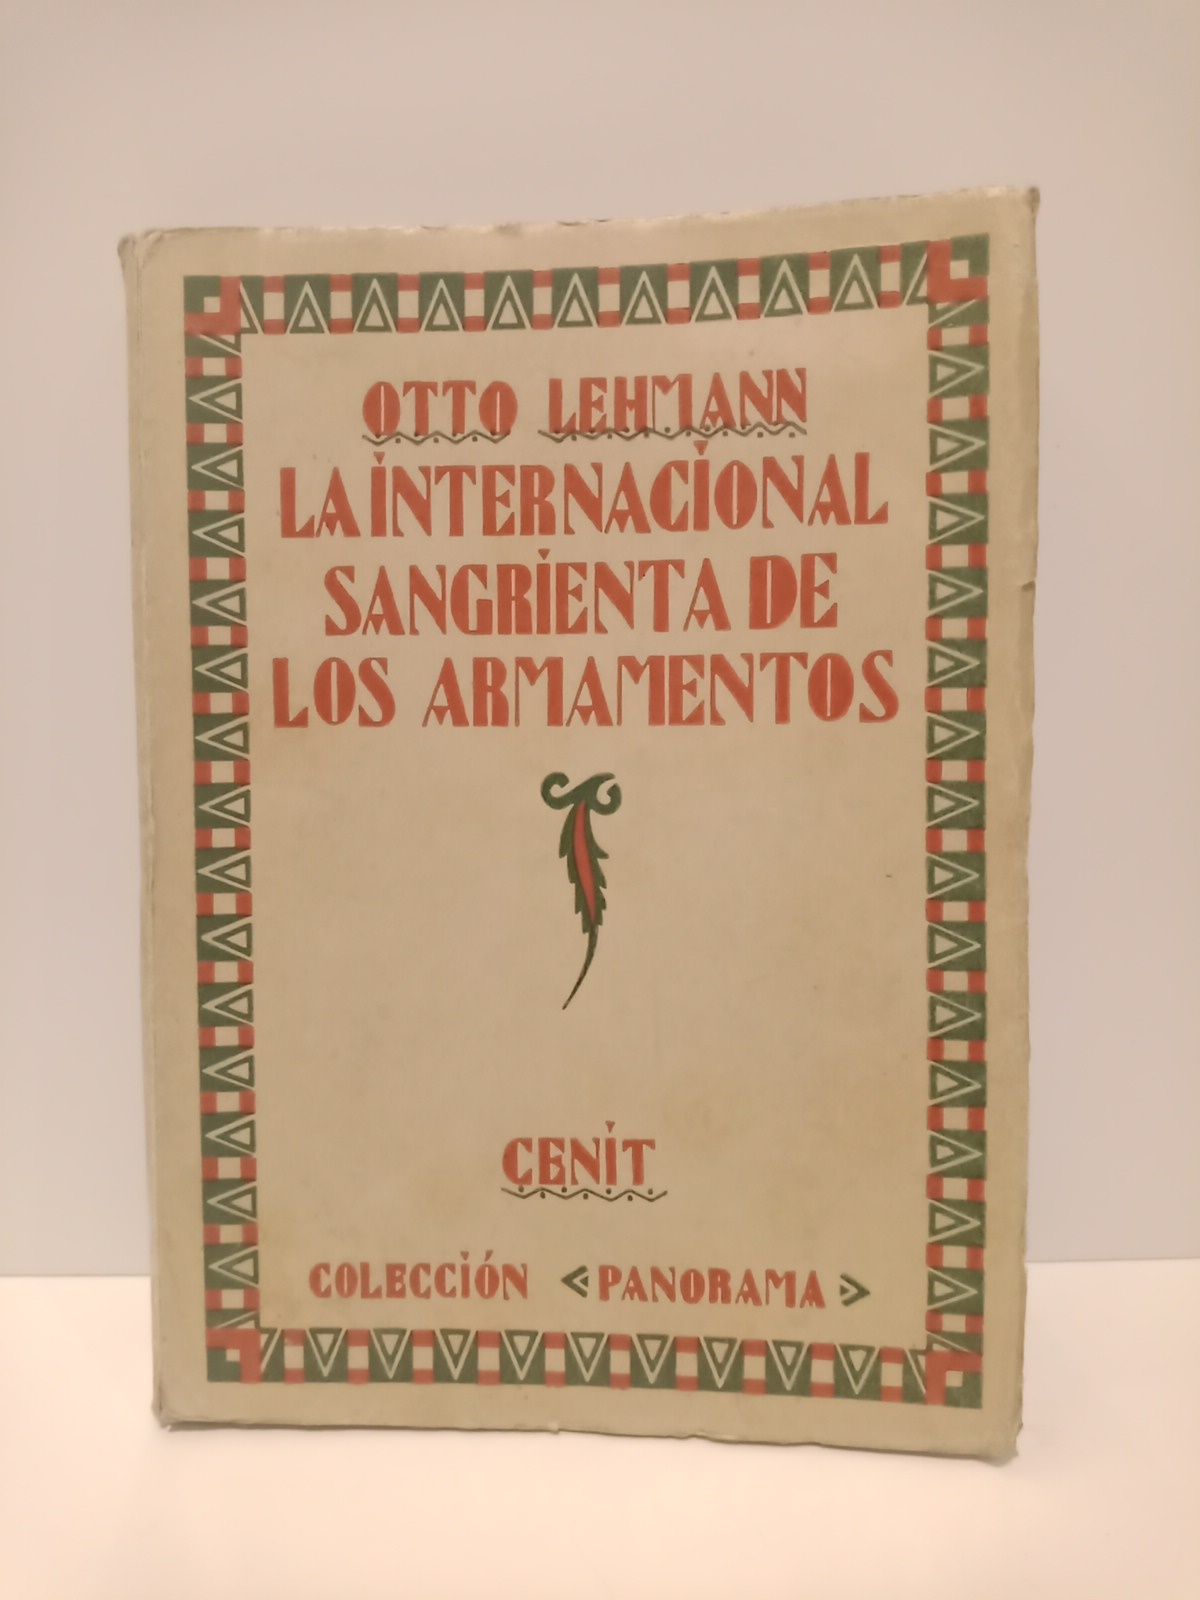 OTTO LEHMANN
LA INTERNACIONAL
SANGRIENTA DE
LOS ARMAMENTOS
CENIT
COLECCIÓN «PANORAMA»